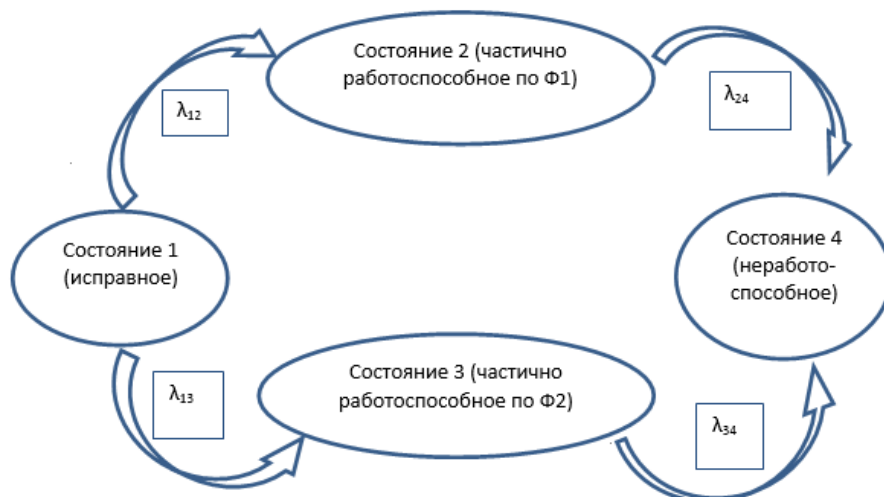 Состояние 2 (частично
работоспособное по Ф1)
λ12
λ24
Состояние 1
(исправное)
Состояние 4
(неработо-
способное)
Состояние 3 (частично
работоспособное по Ф2)
λ13
λ34